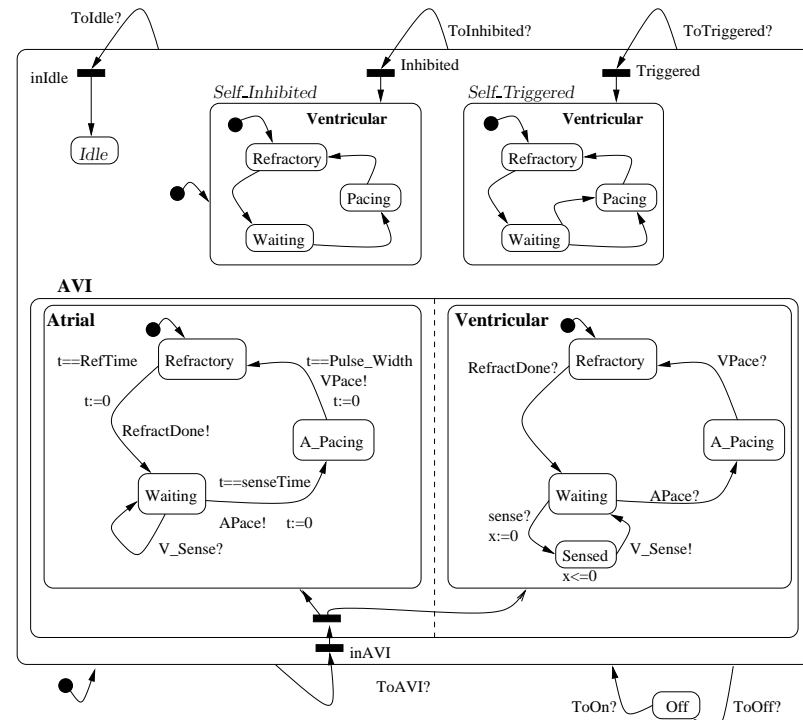 ToIdle?
ToInhibited?
ToTriggered?
inIdle
Inhibited
Triggered
Self_Inhibited
Self_Triggered
Ventricular
Ventricular
Idle
Refractory
Refractory
Pacing
Pacing
Waiting
Waiting
AVI
Atrial
Ventricular
t==RefTime
Refractory
t==Pulse_Width
VPace!
t:=0
t:=0
RefractDone!
A_Pacing
t==senseTime
Waiting
APace!
t:=0
V_Sense?
RefractDone?
Refractory
VPace?
A_Pacing
Waiting
APace?
sense?
x:=0
Sensed
V_Sense!
x<=0
inAVI
ToAVI?
ToOn?
Off
ToOff?